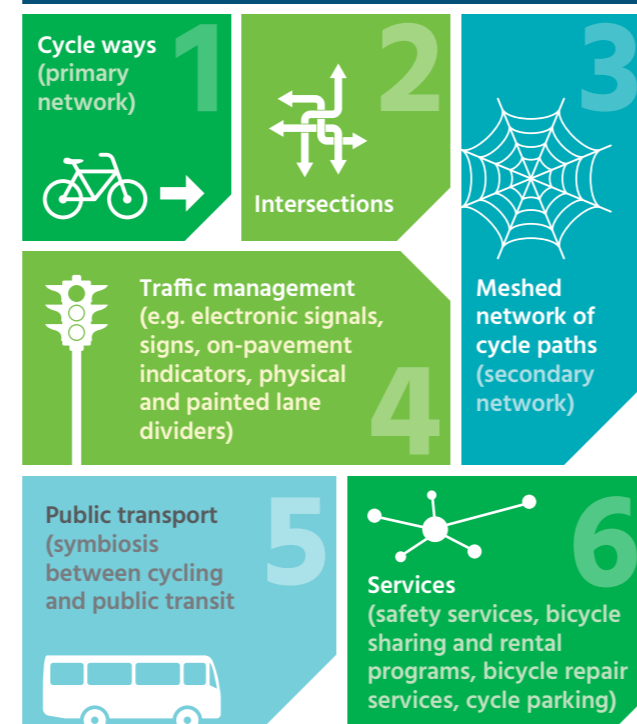 1
Cycle ways
(primary
network)
2
Intersections
3
Meshed
network of
cycle paths
(secondary
network)
4
Traffic management
(e.g. electronic signals,
signs, on-pavement
indicators, physical
and painted lane
dividers)
5
Public transport
(symbiosis
between cycling
and public transit
6
Services
(safety services, bicycle
sharing and rental
programs, bicycle repair
services, cycle parking)